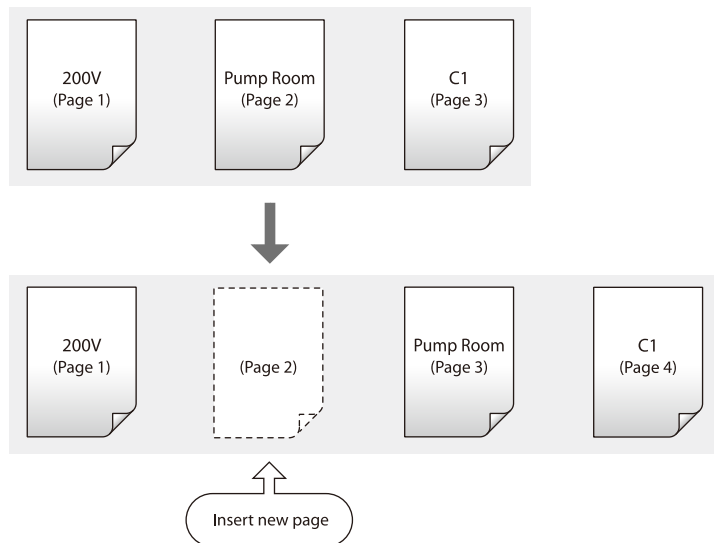 200V
(Page 1)
Pump Room
(Page 2)
C1
(Page 3)
200V
(Page 1)
(Page 2)
Pump Room
(Page 3)
C1
(Page 4)
Insert new page